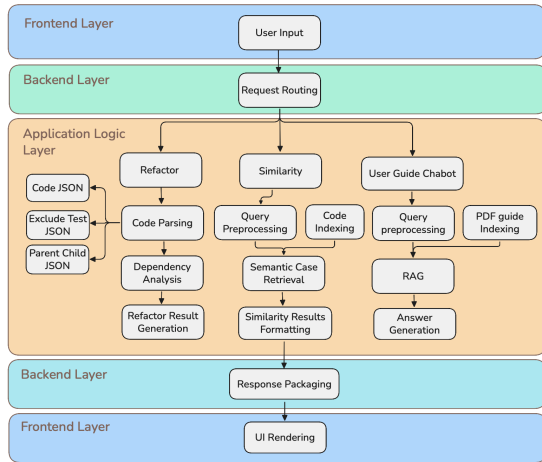 Frontend Layer
User Input
Backend Layer
Request Routing
Application Logic
Layer
Refactor
Similarity
User Guide Chabot
Code JSON
Exclude Test
JSON
Parent Child
JSON
Code Parsing
Query
Preprocessing
Code
Indexing
Query
preprocessing
PDF guide
Indexing
Dependency
Analysis
Semantic Case
Retrieval
RAG
Refactor Result
Generation
Similarity Results
Formatting
Answer
Generation
Backend Layer
Response Packaging
Frontend Layer
UI Rendering